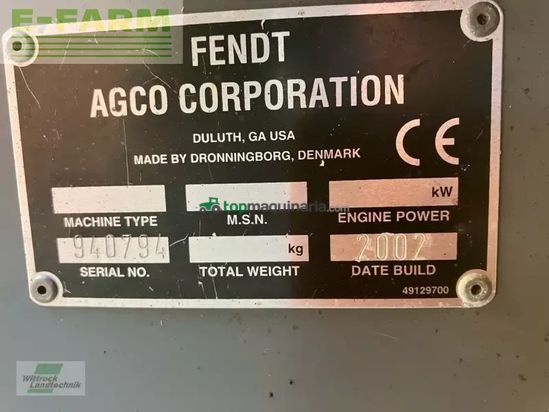 E-FARM
FENDT
AGCO CORPORATION
DULUTH, GA USA
MADE BY DRONNINGBORG, DENMARK
CE
kW
topmaquinaria.com
MACHINE TYPE
M.S.N.
ENGINE POWER
940794
kg
2002
SERIAL NO.
TOTAL WEIGHT
DATE BUILD
49129700
Wittrock
Landtechnik